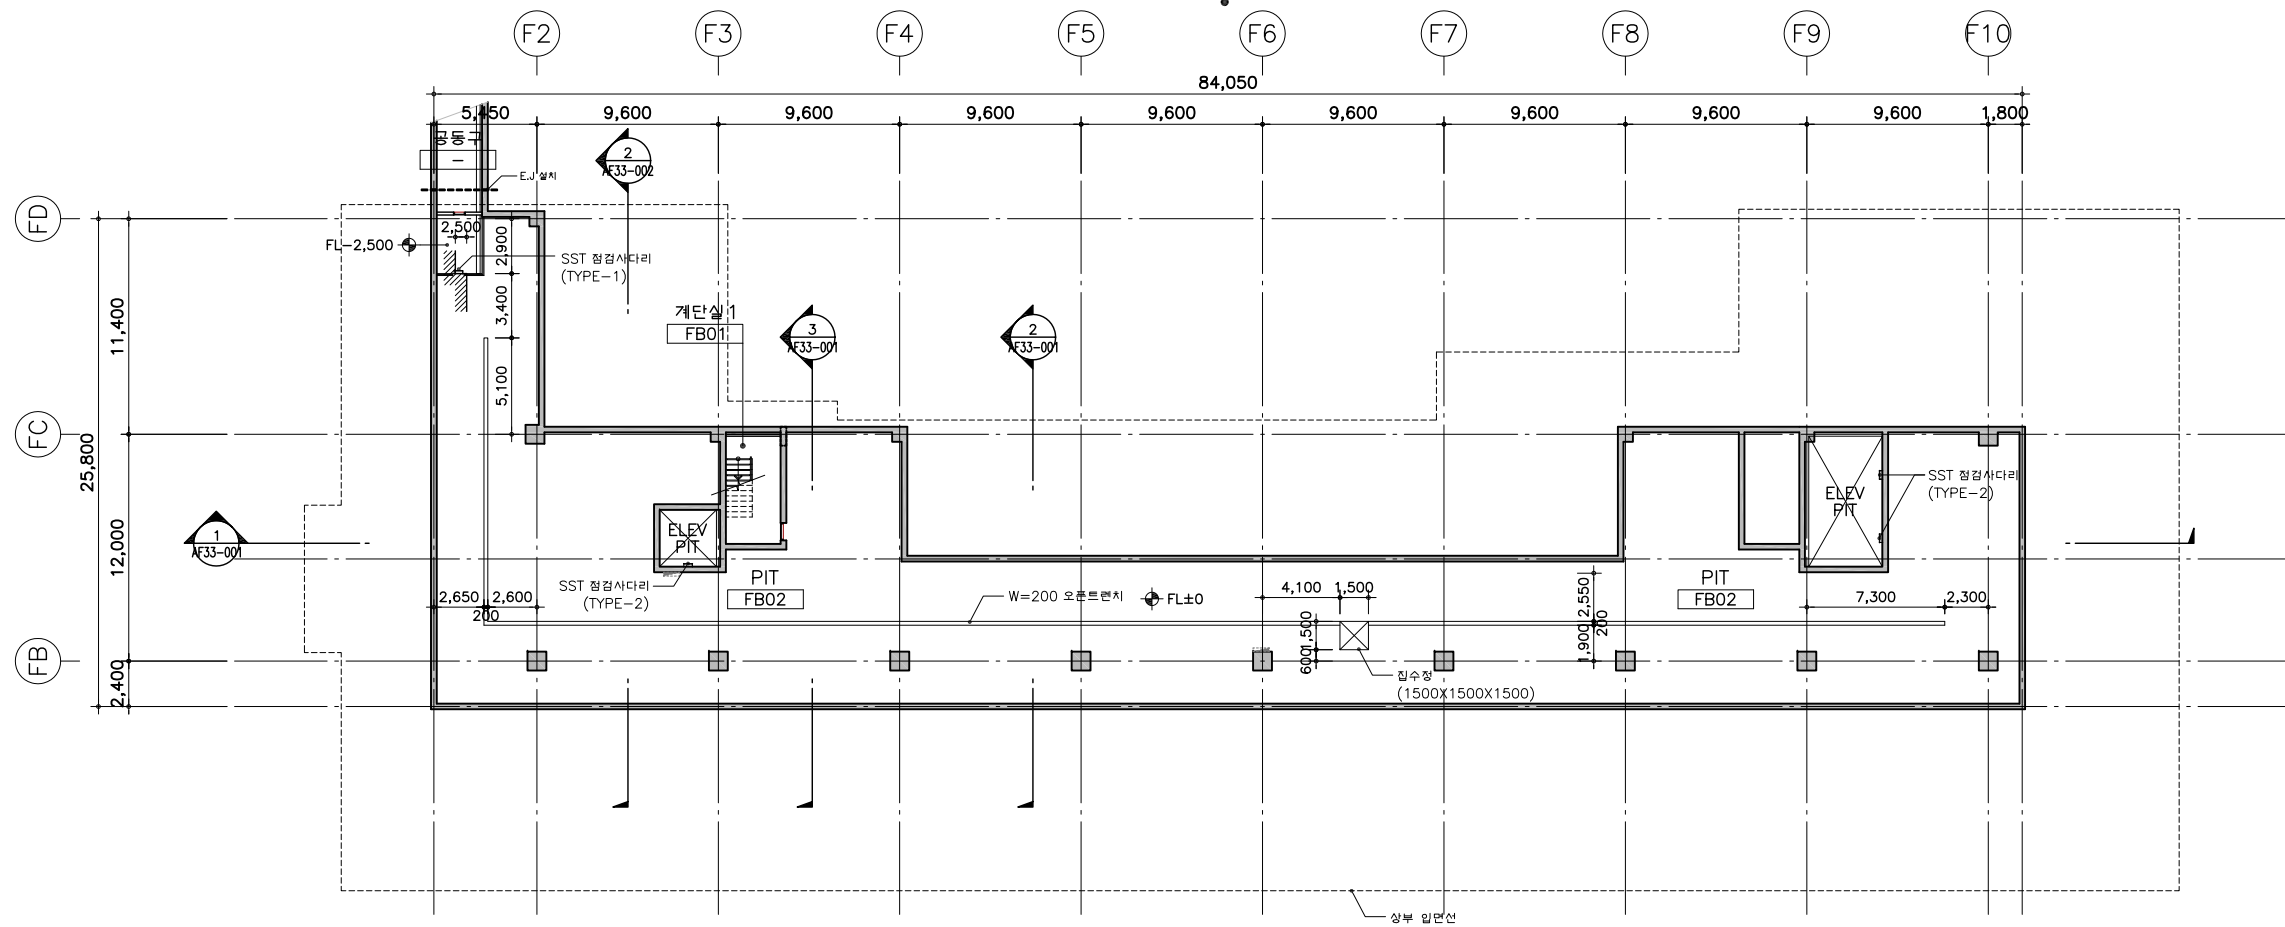 F2 F3 F4 F5 F6 F7 F8 F9 F10
84,050
5,450 9,600 9,600 9,600 9,600 9,600 9,600 9,600 9,600 1,800
공동구
-
2
AF33-002
E.J 설치
FD
2,500
FL-2,500
2,900
SST 점검사다리
(TYPE-1)
3,400
11,400
계단실1
FB01
3
AF33-001
2
AF33-001
5,100
FC
25,800
SST 점검사다리
(TYPE-2)
ELEV
PIT
1
AF33-001
12,000
ELEV
PIT
SST 점검사다리
(TYPE-2)
PIT
FB02
PIT
FB02
2,650 200 2,600
W=200 오픈트렌치
FL±0
4,100 1,500
2,550
200
1,900
7,300 2,300
1,500
600
FB
2,400
집수정
(1500X1500X1500)
상부 입면선